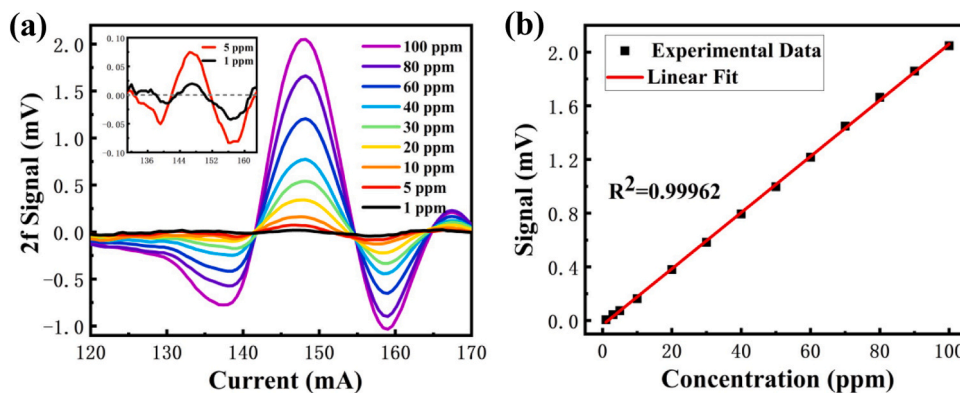 (a)
2f Signal (mV)
2.0
1.5
1.0
0.5
0.0
-0.5
-1.0
0.10
0.05
0.00
-0.05
-0.10
5 ppm
1 ppm
136 144 152 160
100 ppm
80 ppm
60 ppm
40 ppm
30 ppm
20 ppm
10 ppm
5 ppm
1 ppm
120 130 140 150 160 170
Current (mA)
(b)
Signal (mV)
2.0
1.6
1.2
0.8
0.4
0.0
Experimental Data
Linear Fit
R²=0.99962
0 20 40 60 80 100
Concentration (ppm)